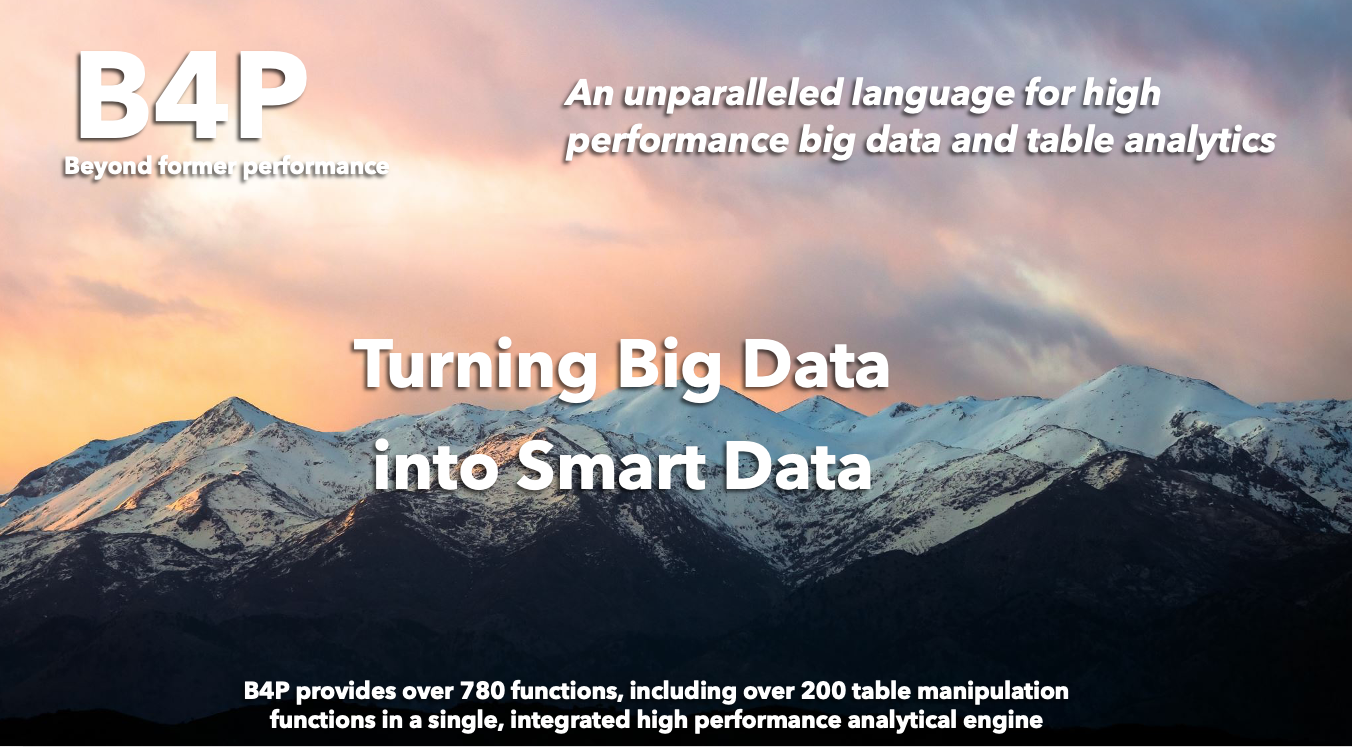 B4P
Beyond former performance
An unparalleled language for high
performance big data and table analytics
Turning Big Data
into Smart Data
B4P provides over 780 functions, including over 200 table manipulation
functions in a single, integrated high performance analytical engine